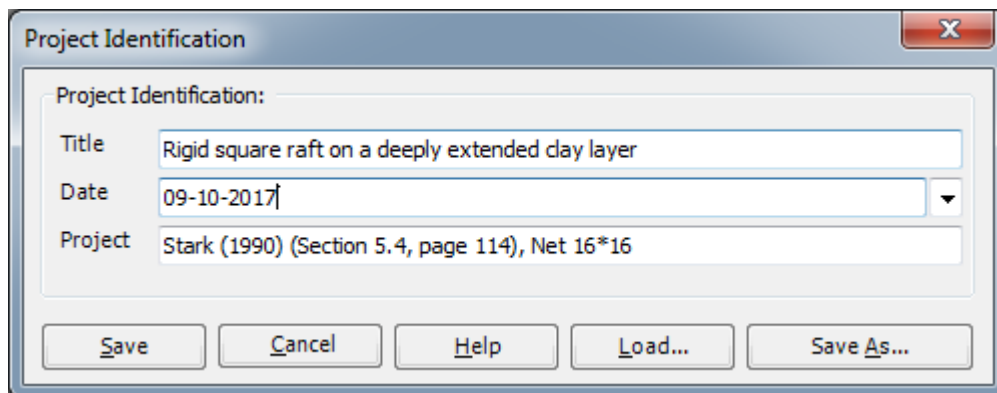 Project Identification
Project Identification:
Title Rigid square raft on a deeply extended clay layer
Date 09-10-2017
Project Stark (1990) (Section 5.4, page 114), Net 16*16
Save Cancel Help Load... Save As...